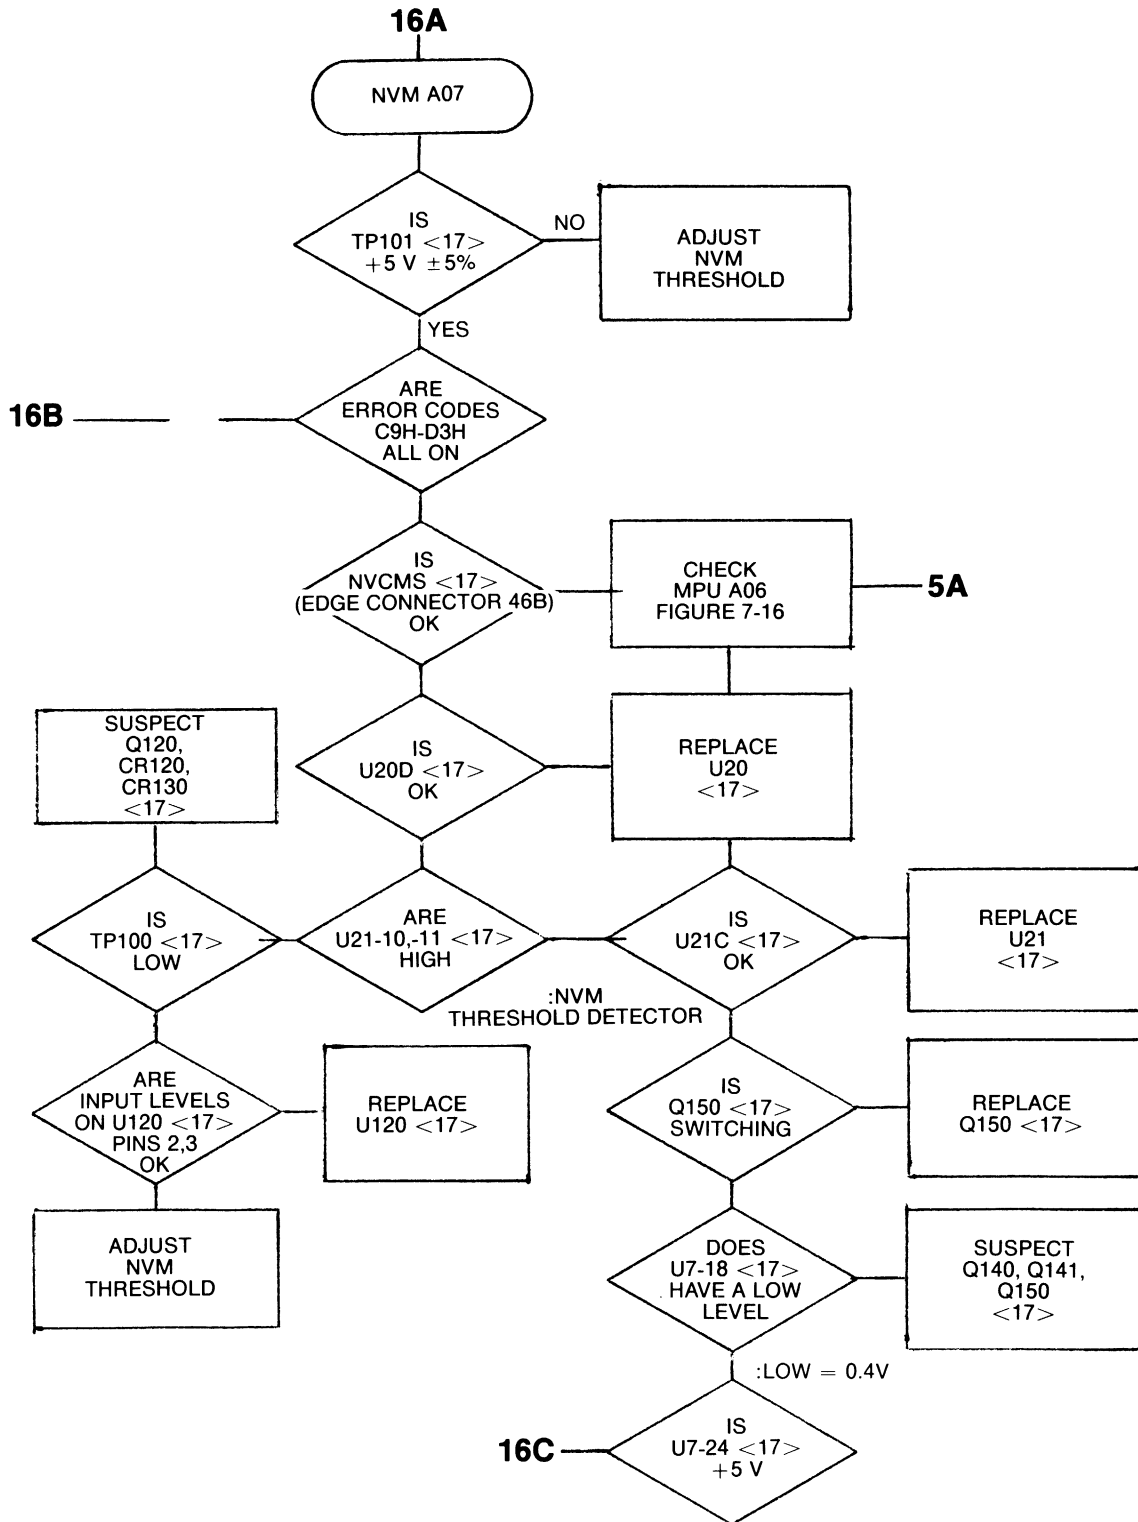 16A
NVM A07
IS
TP101 <17>
+5 V ±5%
NO
ADJUST
NVM
THRESHOLD
YES
16B
ARE
ERROR CODES
C9H-D3H
ALL ON
IS
NVCMS <17>
(EDGE CONNECTOR 46B)
OK
CHECK
MPU A06
FIGURE 7-16
5A
SUSPECT
Q120,
CR120,
CR130
<17>
IS
U20D <17>
OK
REPLACE
U20
<17>
IS
TP100 <17>
LOW
ARE
U21-10,-11 <17>
HIGH
IS
U21C <17>
OK
REPLACE
U21
<17>
:NVM
THRESHOLD DETECTOR
ARE
INPUT LEVELS
ON U120 <17>
PINS 2,3
OK
REPLACE
U120 <17>
IS
Q150 <17>
SWITCHING
REPLACE
Q150 <17>
ADJUST
NVM
THRESHOLD
DOES
U7-18 <17>
HAVE A LOW
LEVEL
SUSPECT
Q140, Q141,
Q150
<17>
:LOW = 0.4V
16C
IS
U7-24 <17>
+5 V